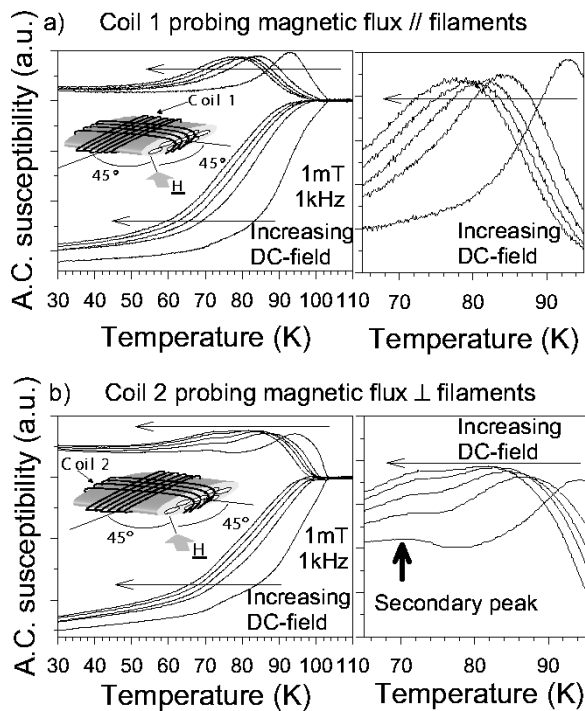 a) Coil 1 probing magnetic flux // filaments
A.C. susceptibility (a.u.)
Coil 1
45°
45°
H
1mT
1kHz
Increasing
DC-field
Increasing
DC-field
30 40 50 60 70 80 90 100 110
70 80 90
Temperature (K)
Temperature (K)
b) Coil 2 probing magnetic flux ⊥ filaments
A.C. susceptibility (a.u.)
Coil 2
45°
45°
H
1mT
1kHz
Increasing
DC-field
Increasing
DC-field
Secondary peak
30 40 50 60 70 80 90 100 110
70 80 90
Temperature (K)
Temperature (K)